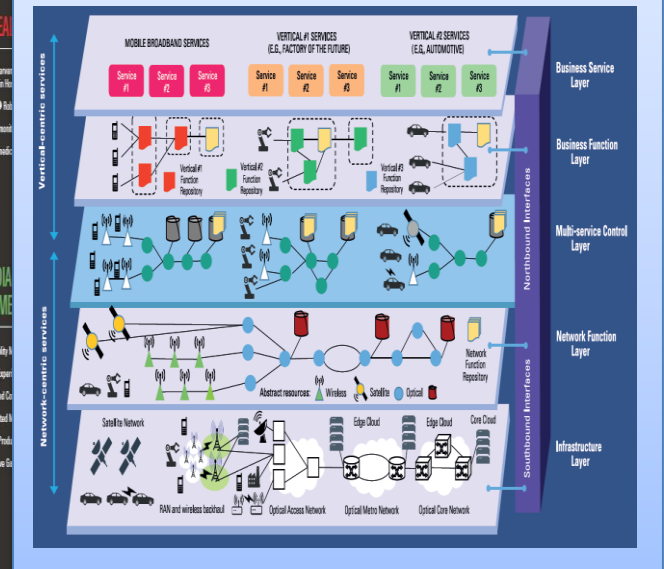 MOBILE BROADBAND SERVICES
VERTICAL #1 SERVICES
(E.G., FACTORY OF THE FUTURE)
VERTICAL #2 SERVICES
(E.G., AUTOMOTIVE)
Service
#1
Service
#2
Service
#3
Service
#1
Service
#2
Service
#3
Service
#1
Service
#2
Service
#3
Business Service
Layer
Vertical-centric services
Vertical #1
Function
Repository
Vertical #2
Function
Repository
Vertical #3
Function
Repository
Business Function
Layer
Northbound Interfaces
Multi-service Control
Layer
Network-centric services
Network
Function
Repository
Abstract resources:
Wireless
Satellite
Optical
Network Function
Layer
Southbound Interfaces
Satellite Network
Edge Cloud
Edge Cloud
Core Cloud
RAN and wireless backhaul
Optical Access Network
Optical Metro Network
Optical Core Network
Infrastructure
Layer